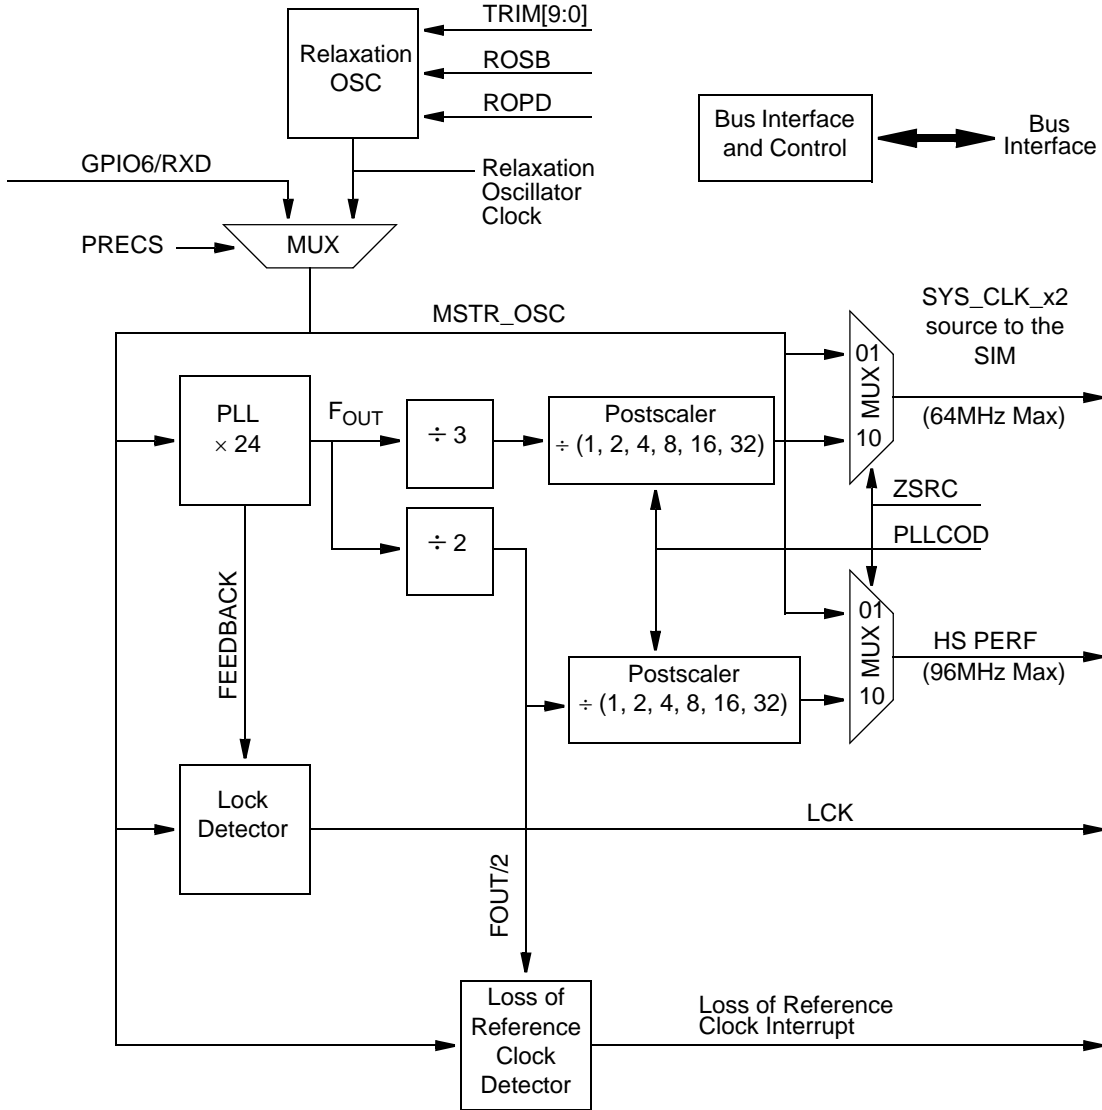 TRIM[9:0]
Relaxation
OSC
ROSB
ROPD
Bus Interface
and Control
Bus
Interface
GPIO6/RXD
Relaxation
Oscillator
Clock
PRECS
MUX
MSTR_OSC
SYS_CLK_x2
source to the
SIM
01
MUX
10
(64MHz Max)
PLL
× 24
FOUT
÷ 3
Postscaler
÷ (1, 2, 4, 8, 16, 32)
ZSRC
PLLCOD
÷ 2
FEEDBACK
01
MUX
10
HS PERF
(96MHz Max)
Postscaler
÷ (1, 2, 4, 8, 16, 32)
Lock
Detector
LCK
FOUT/2
Loss of
Reference
Clock
Detector
Loss of Reference
Clock Interrupt